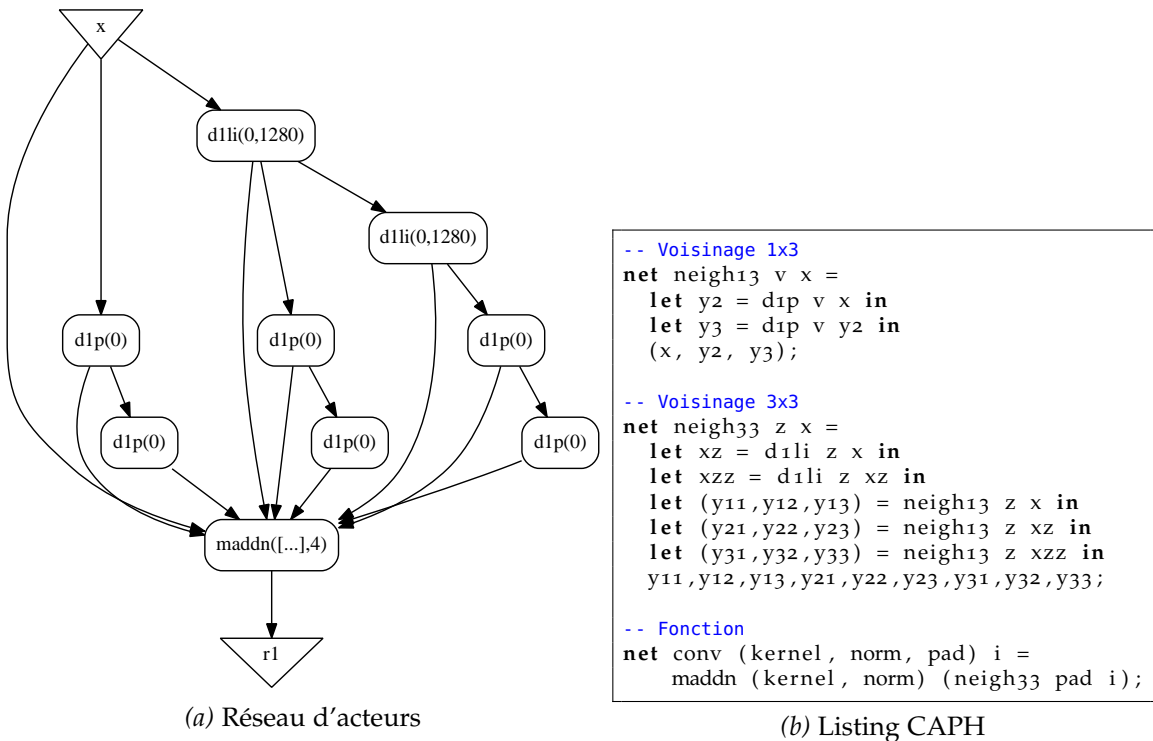 x
d1li(0,1280)
d1li(0,1280)
d1p(0)
d1p(0)
d1p(0)
d1p(0)
d1p(0)
d1p(0)
maddn([...],4)
r1
(a) Réseau d'acteurs
-- Voisinage 1x3
net neigh13 v x =
let y2 = d1p v x in
let y3 = d1p v y2 in
(x, y2, y3);
-- Voisinage 3x3
net neigh33 z x =
let xz = d1li z x in
let xzz = d1li z xz in
let (y11,y12,y13) = neigh13 z x in
let (y21,y22,y23) = neigh13 z xz in
let (y31,y32,y33) = neigh13 z xzz in
y11,y12,y13,y21,y22,y23,y31,y32,y33;
-- Fonction
net conv (kernel, norm, pad) i =
maddn (kernel, norm) (neigh33 pad i);
(b) Listing CAPH